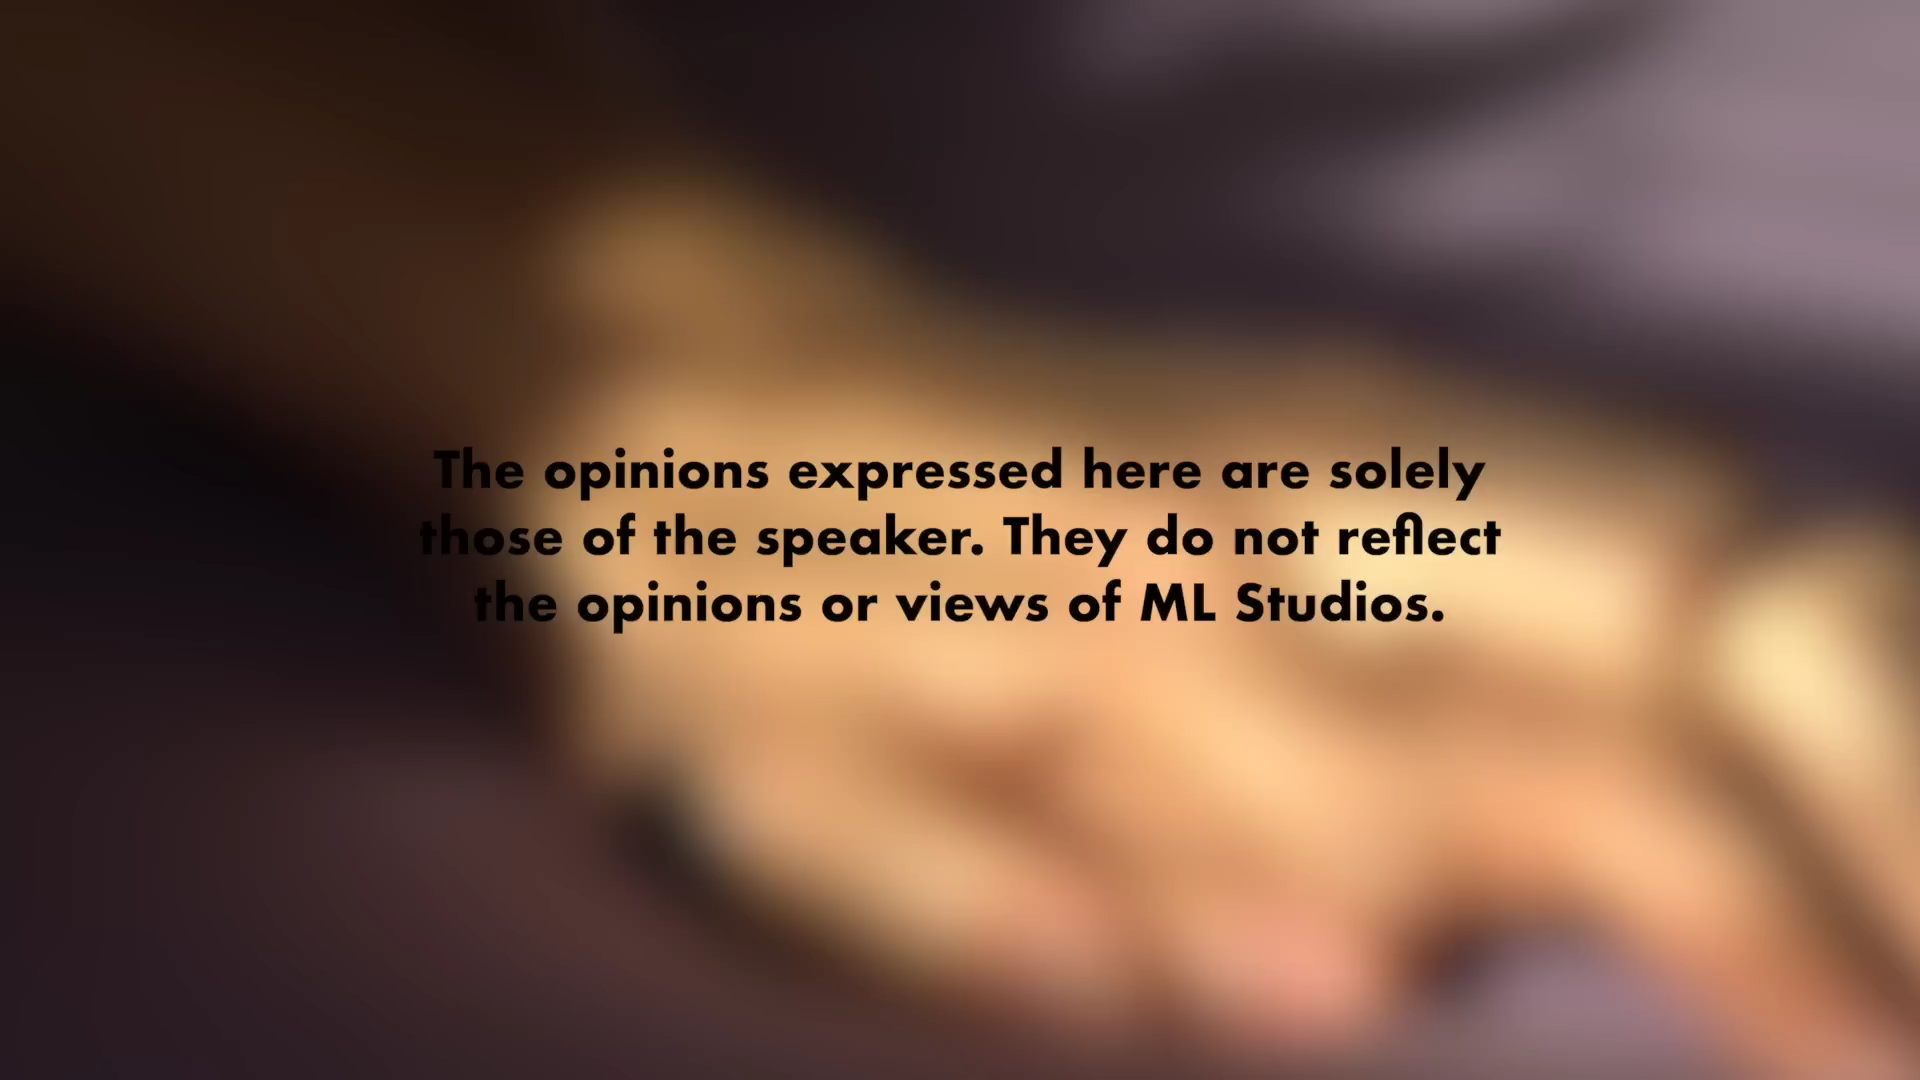 The opinions expressed here are solely
those of the speaker. They do not reflect
the opinions or views of ML Studios.